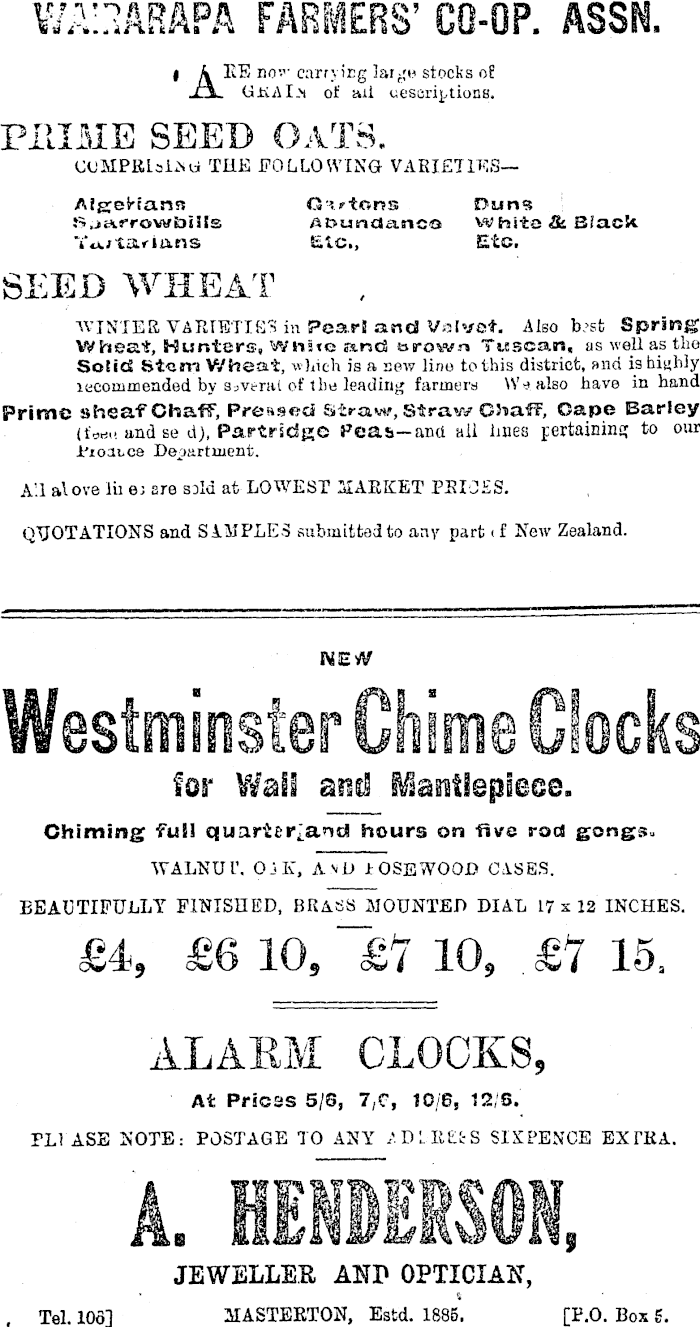 WAIRARAPA FARMERS' CO-OP. ASSN.
ARE now carrying large stocks of
GRAIN of all descriptions.
PRIME SEED OATS.
COMPRISING THE FOLLOWING VARIETIES—
Algerians Gartons Duns
Sparrowbills Abundance White & Black
Tartarians Etc., Etc.
SEED WHEAT
WINTER VARIETIES in Pearl and Velvet. Also best Spring
Wheat, Hunters, White and brown Tuscan, as well as the
Solid Stem Wheat, which is a new line to this district, and is highly
recommended by several of the leading farmers We also have in hand
Prime sheaf Chaff, Pressed Straw, Straw Chaff, Cape Barley
(feed and seed), Partridge Peas—and all lines pertaining to our
Produce Department.
All above lines are sold at LOWEST MARKET PRICES.
QUOTATIONS and SAMPLES submitted to any part of New Zealand.
NEW
Westminster Chime Clocks
for Wall and Mantlepiece.
Chiming full quarter and hours on five rod gongs.
WALNUT, OAK, AND ROSEWOOD CASES.
BEAUTIFULLY FINISHED, BRASS MOUNTED DIAL 17 x 12 INCHES.
£4, £6 10, £7 10, £7 15.
ALARM CLOCKS,
At Prices 5/6, 10/6, 12/6.
PLEASE NOTE: POSTAGE TO ANY ADDRESS SIXPENCE EXTRA.
A. HENDERSON,
JEWELLER AND OPTICIAN,
Tel. MASTERTON, Estd. 1885. [P.O. Box 5.